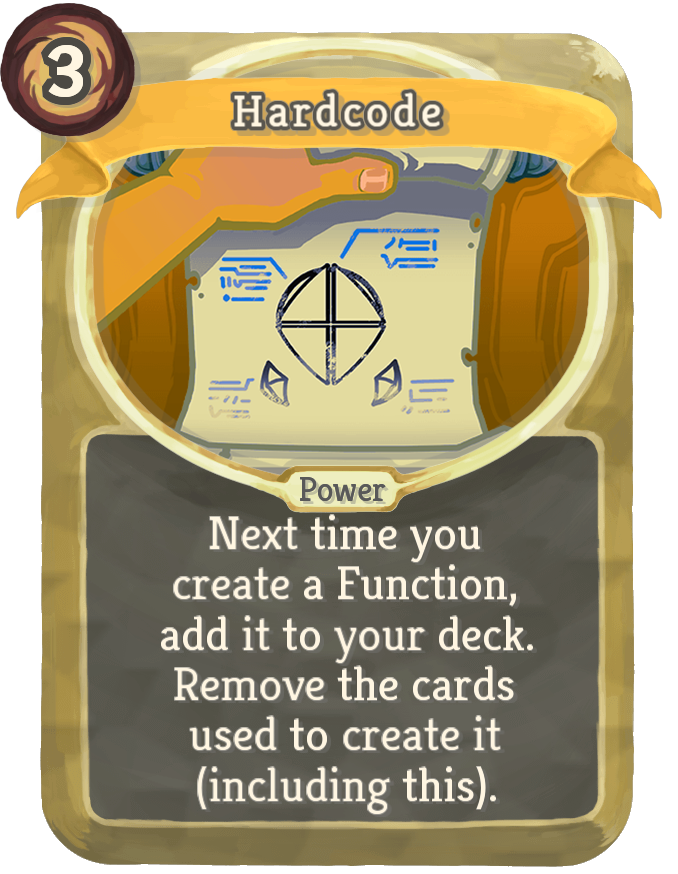 3
Hardcode
Power
Next time you
create a Function,
add it to your deck.
Remove the cards
used to create it
(including this).